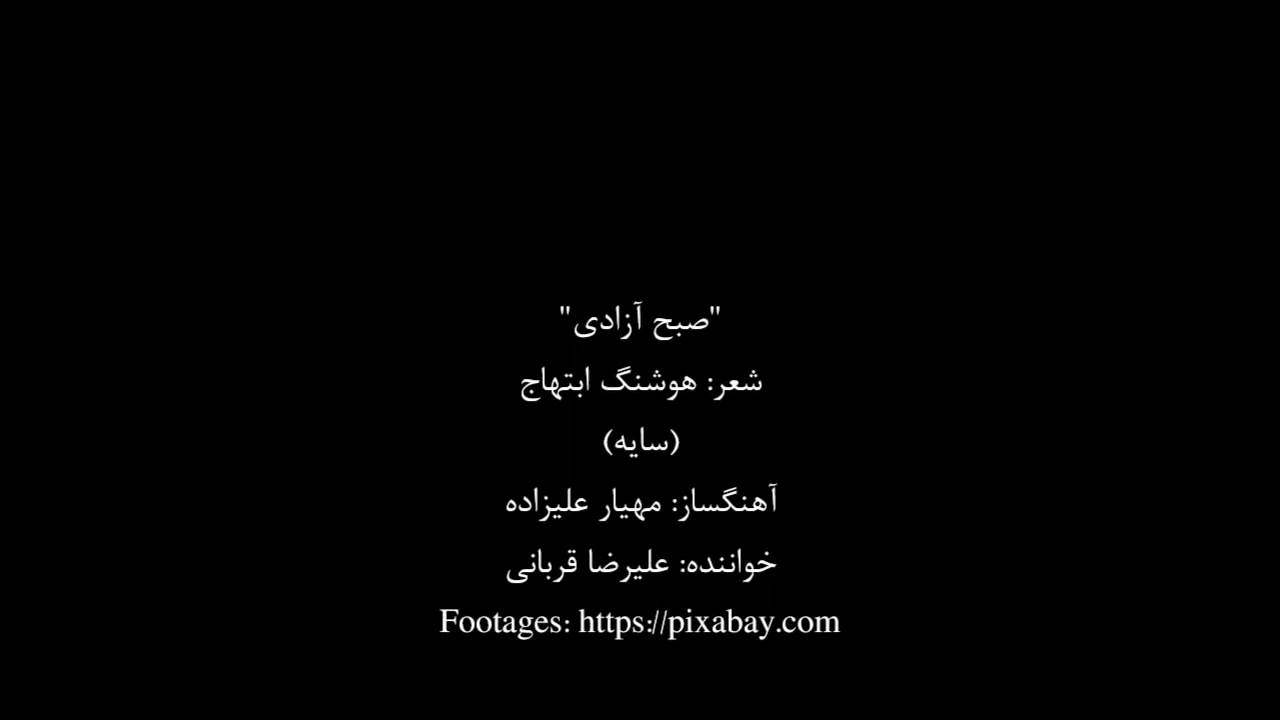 "صبح آزادی"
شعر: هوشنگ ابتهاج
(سایه)
آهنگساز: مهیار علیزاده
خواننده: علیرضا قربانی
Footages: https://pixabay.com